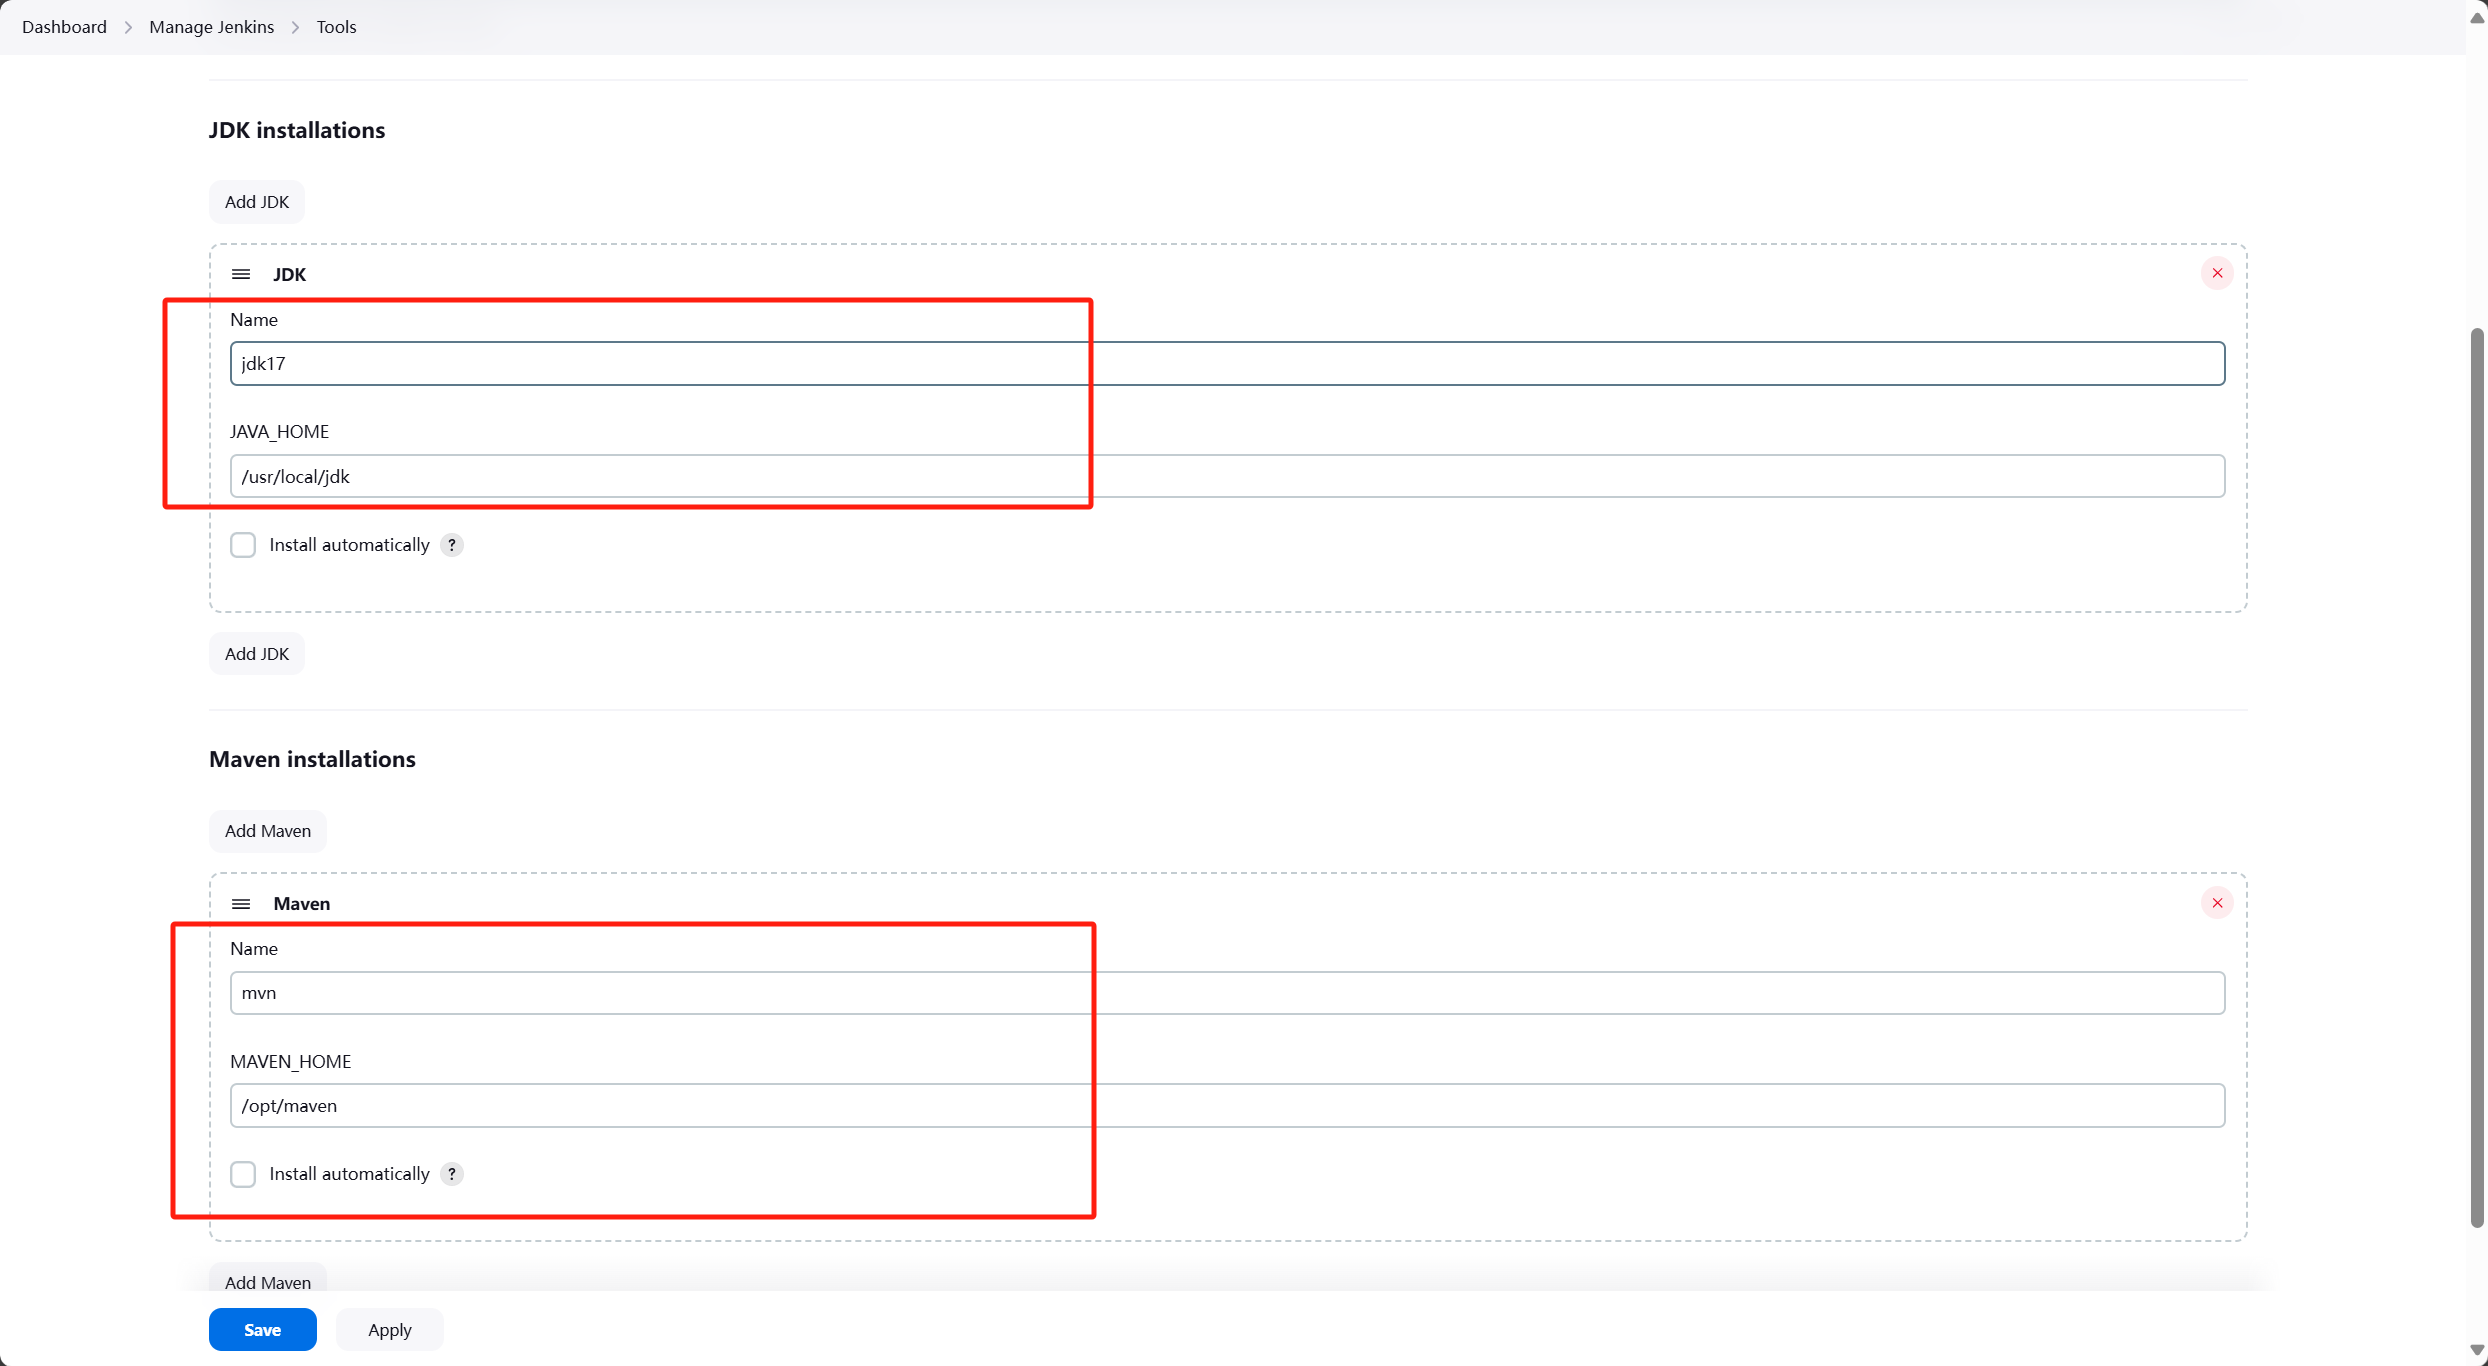 Dashboard > Manage Jenkins > Tools
JDK installations
Add JDK
JDK
Name
jdk17
JAVA_HOME
/usr/local/jdk
Install automatically ?
Add JDK
Maven installations
Add Maven
Maven
Name
mvn
MAVEN_HOME
/opt/maven
Install automatically ?
Add Maven
Save Apply